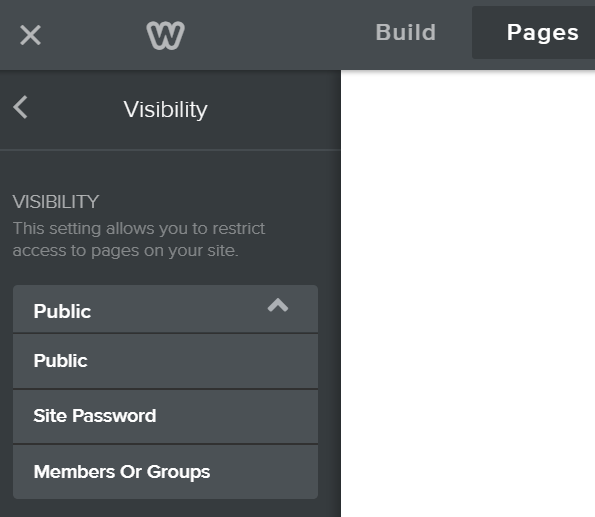 Build Pages
Visibility
VISIBILITY
This setting allows you to restrict
access to pages on your site.
Public
Public
Site Password
Members Or Groups